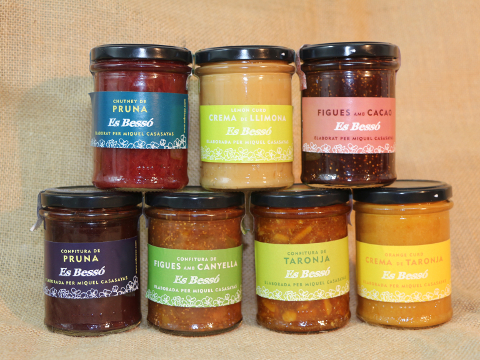 CHUTNEY DE
PRUNA
Es Bessó
ELABORAT PER MIQUEL CASASAYAS
CREMA DE LLIMONA
Es Bessó
ELABORADA PER MIQUEL CASASAYAS
FIGUES AMB CACAO
Es Bessó
ELABORAT PER MIQUEL CASASAYAS
CONFITURA DE
PRUNA
Es Bessó
ELABORADA PER MIQUEL CASASAYAS
CONFITURA DE
FIGUES AMB CANYELLA
Es Bessó
ELABORADA PER MIQUEL CASASAYAS
CONFITURA DE
TARONJA
Es Bessó
ELABORADA PER MIQUEL CASASAYAS
ORANGE CURD
CREMA DE TARONJA
Es Bessó
ELABORADA PER MIQUEL CASASAYAS